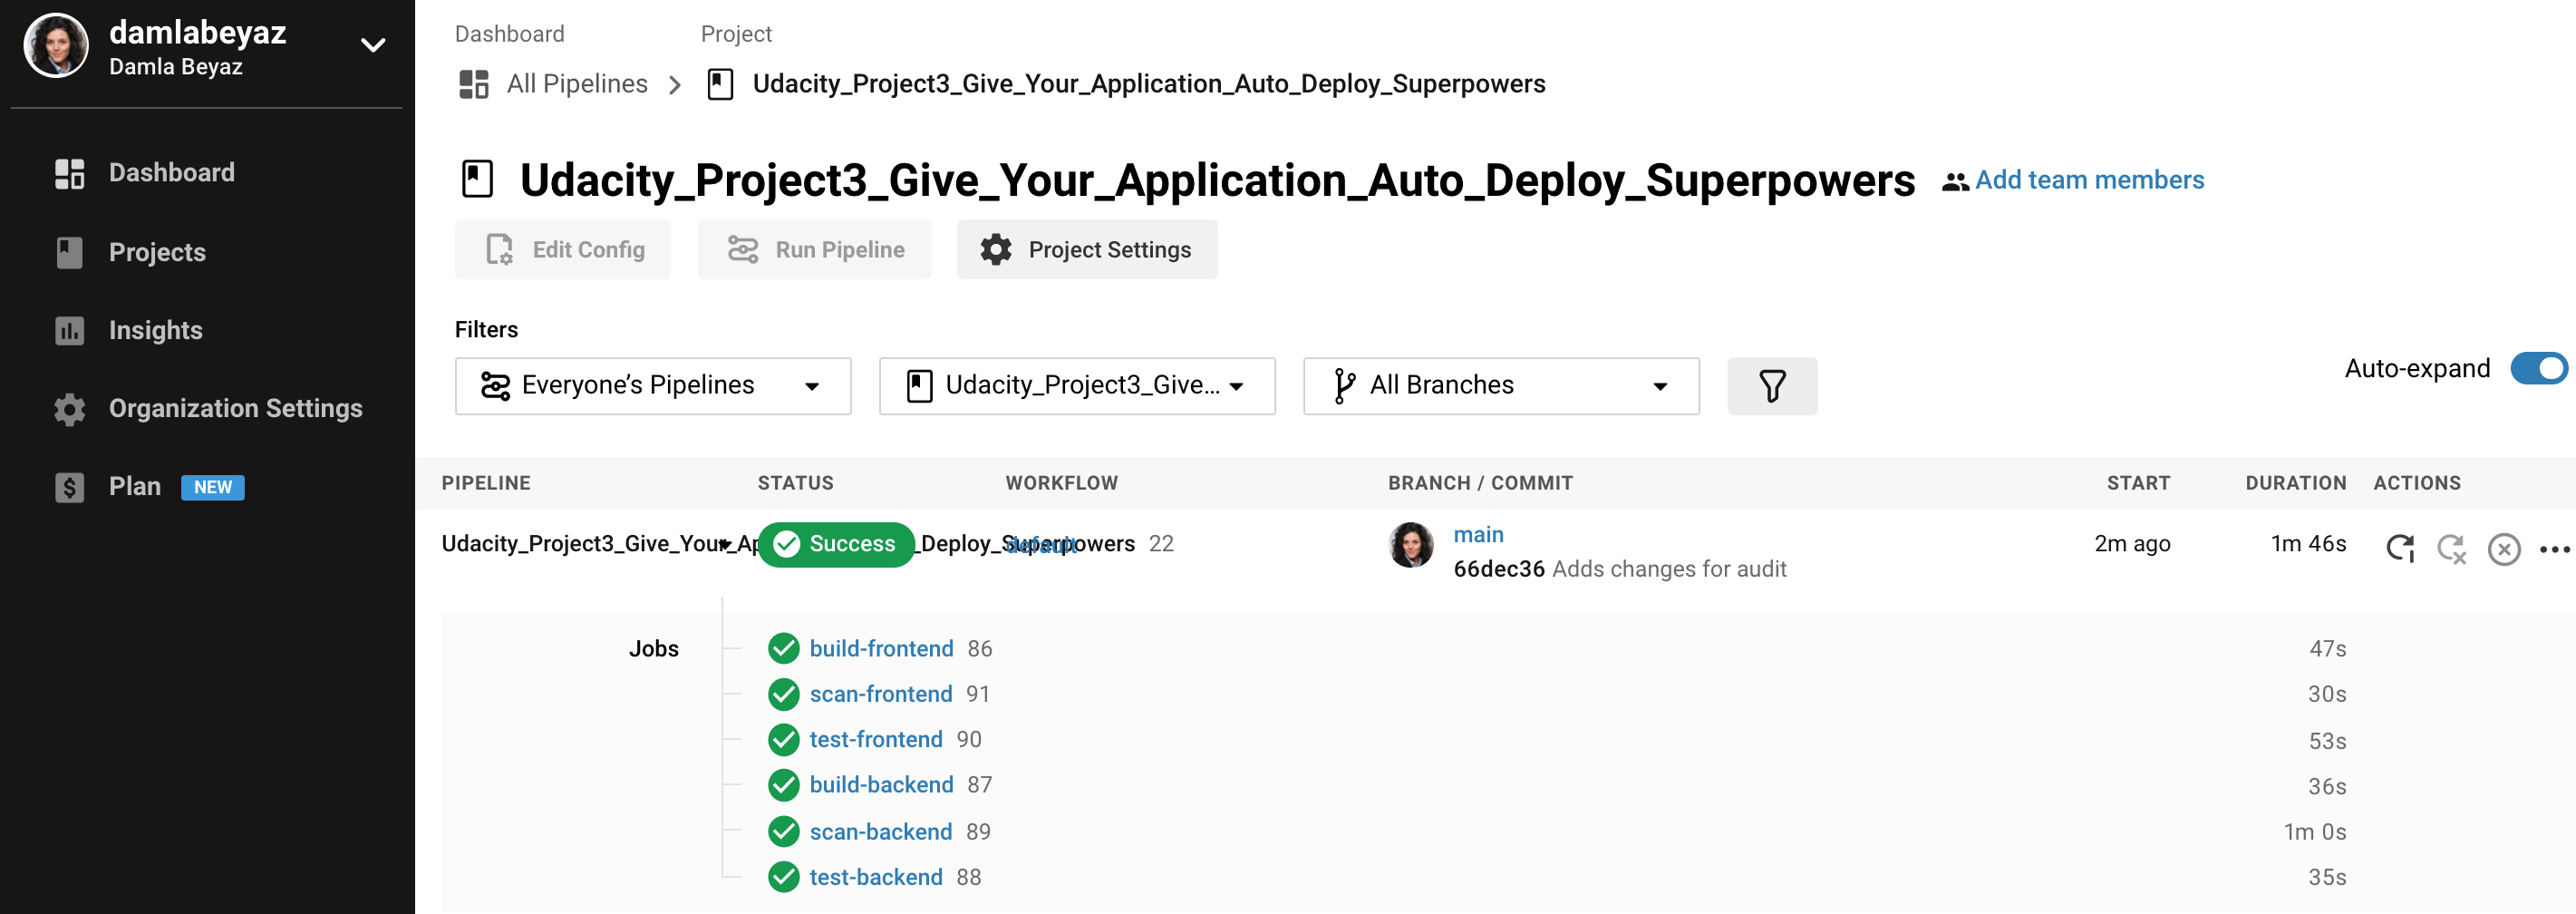 damlabeyaz
Damla Beyaz
Dashboard
Projects
Insights
Organization Settings
Plan NEW
Dashboard Project
All Pipelines > Udacity_Project3_Give_Your_Application_Auto_Deploy_Superpowers
Udacity_Project3_Give_Your_Application_Auto_Deploy_Superpowers Add team members
Edit Config Run Pipeline Project Settings
Filters
Everyone’s Pipelines Udacity_Project3_Give... All Branches Auto-expand
PIPELINE STATUS WORKFLOW BRANCH / COMMIT START DURATION ACTIONS
Udacity_Project3_Give_Your_Ap Success _Deploy_Superpowers default 22 main 2m ago 1m 46s
66dec36 Adds changes for audit
Jobs build-frontend 86 47s
scan-frontend 91 30s
test-frontend 90 53s
build-backend 87 36s
scan-backend 89 1m 0s
test-backend 88 35s